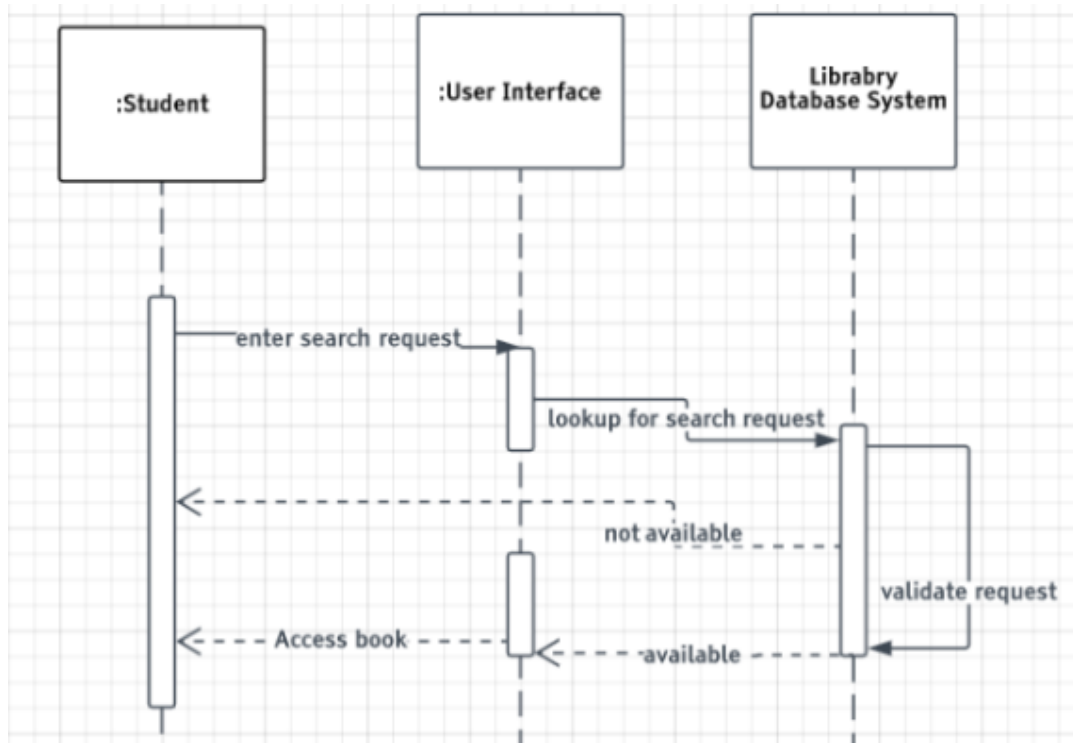 :Student
:User Interface
Librabry
Database System
enter search request
lookup for search request
not available
validate request
Access book
available